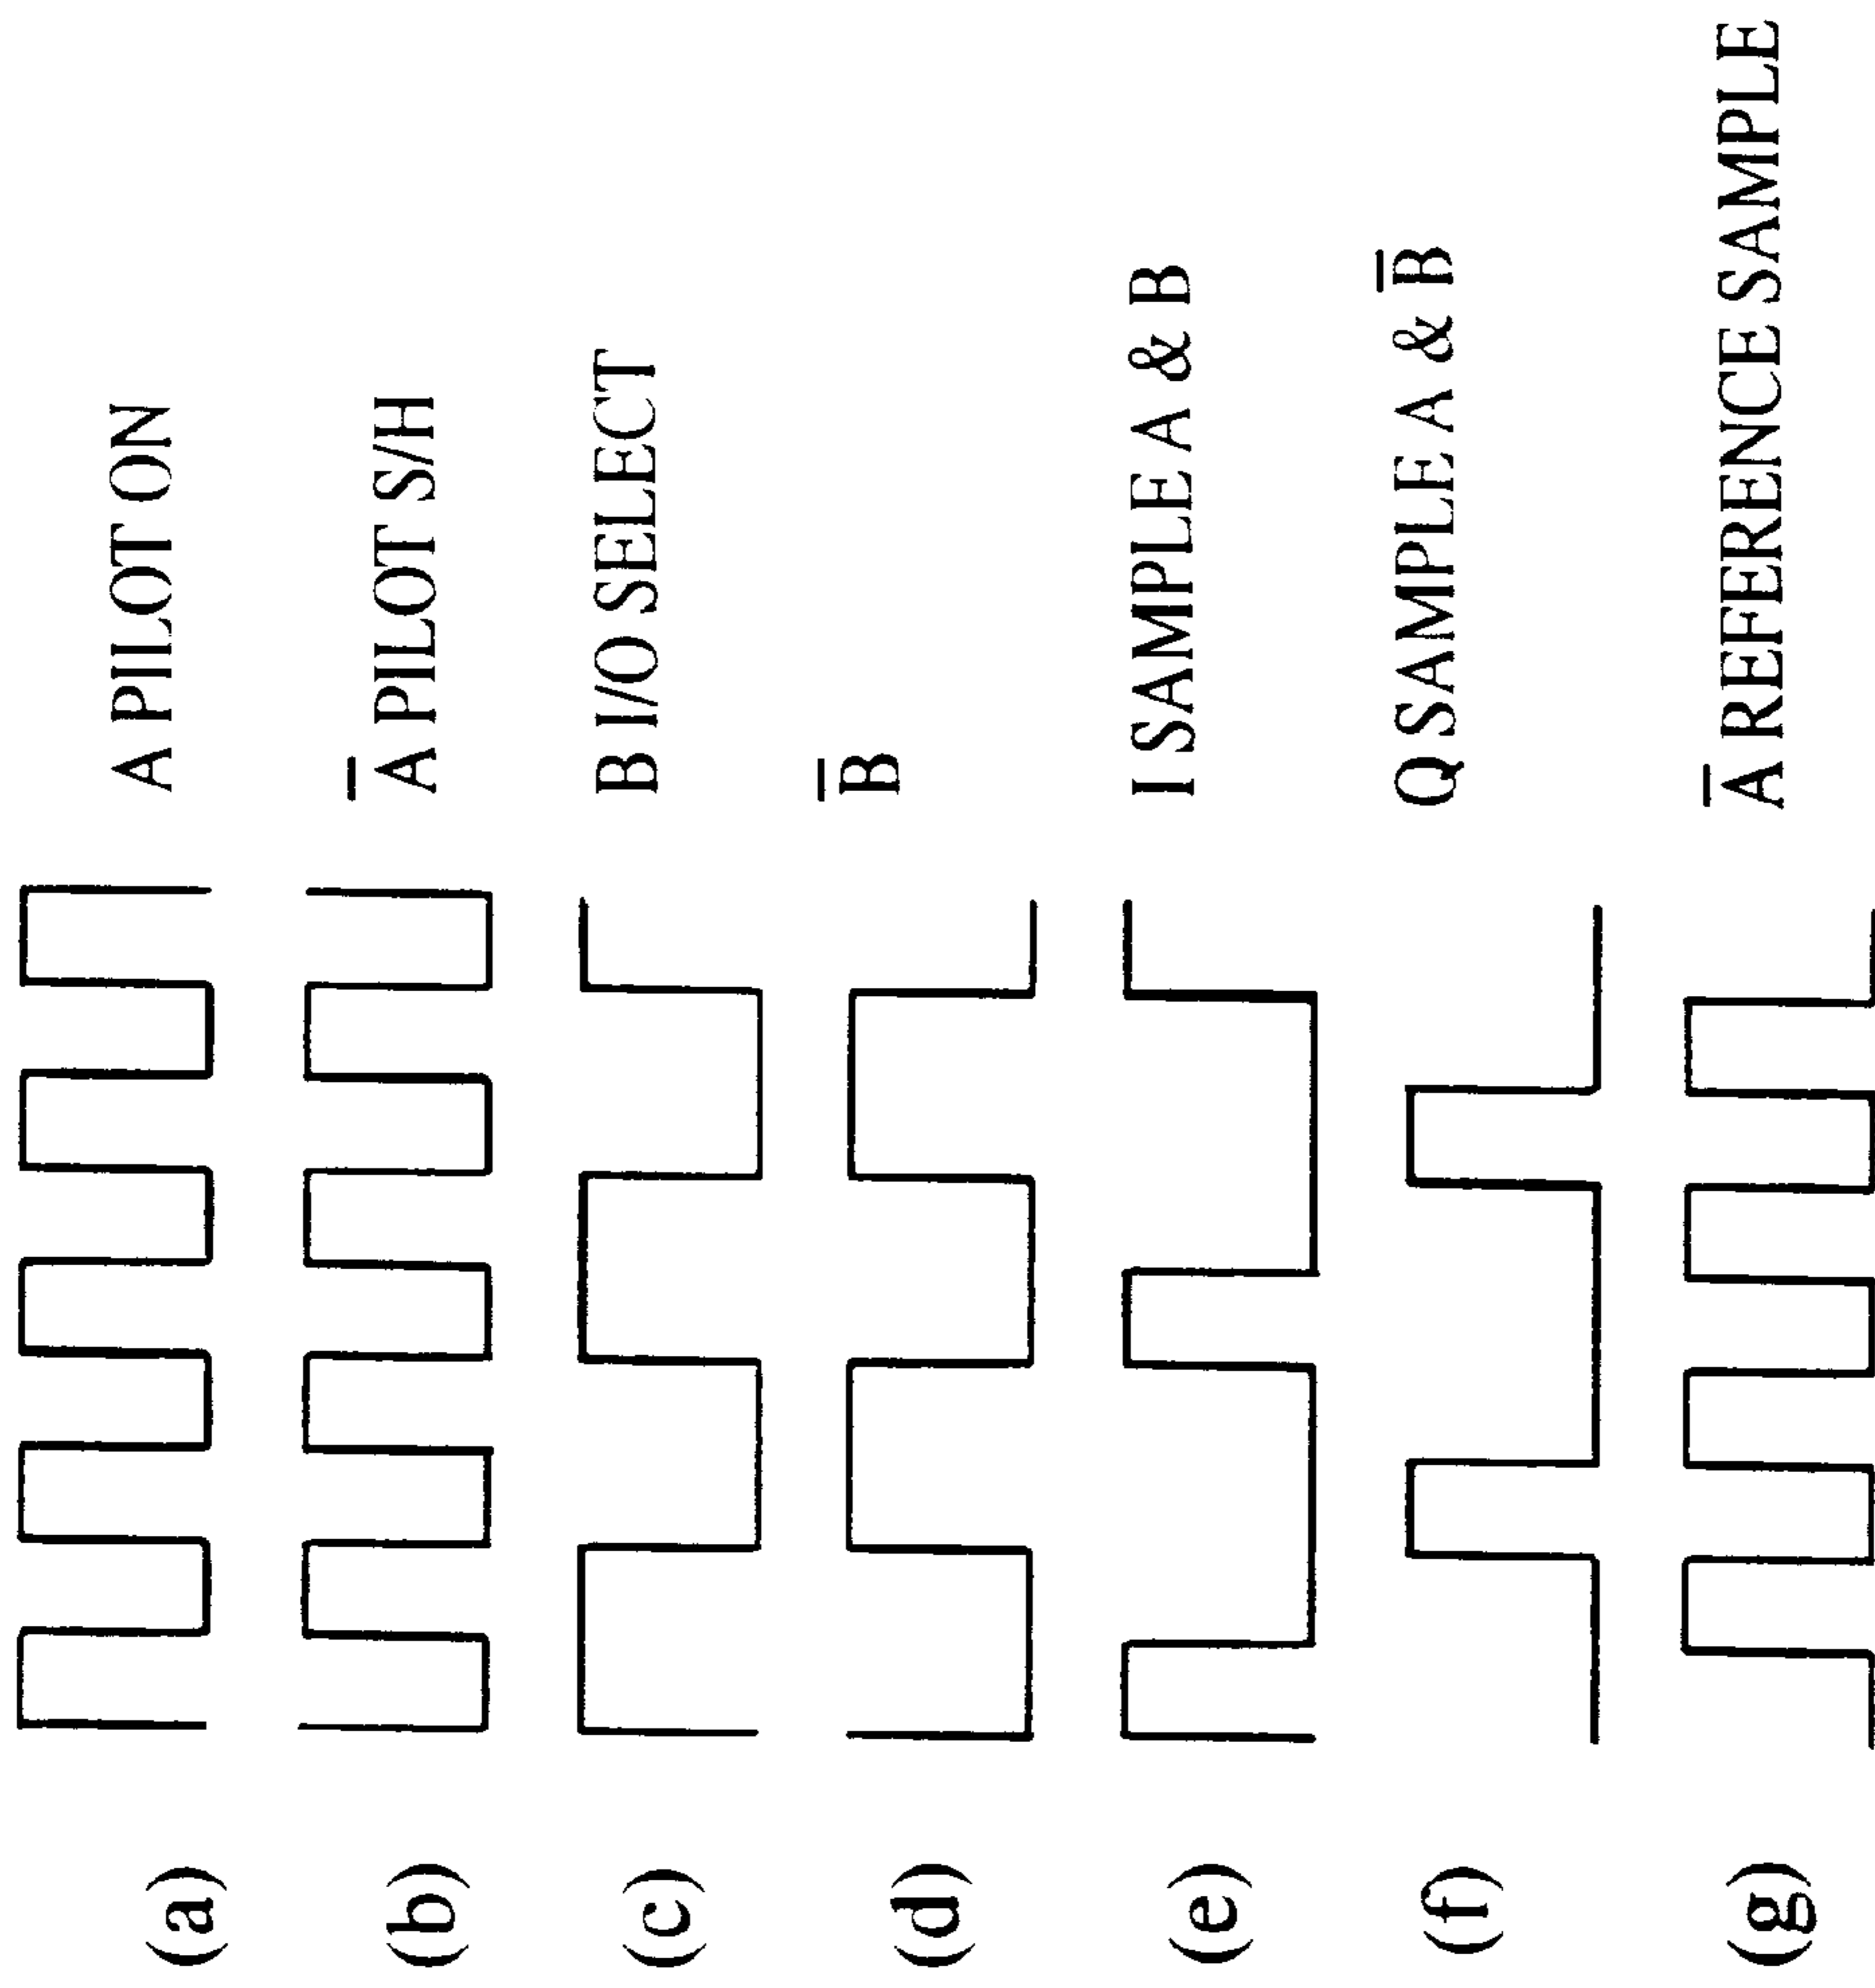 (a) A PILOT ON
(b) A̅ PILOT S/H
(c) B I/O SELECT
(d) B̅
(e) I SAMPLE A & B
(f) Q SAMPLE A & B̅
(g) A̅ REFERENCE SAMPLE